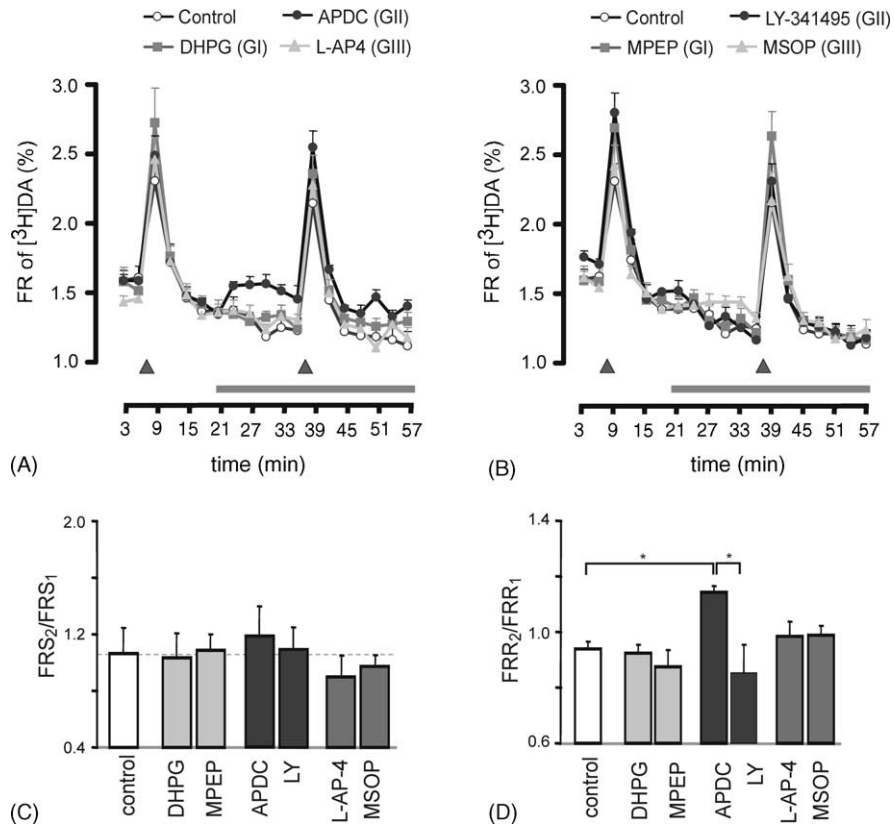 Control APDC (GII)
DHPG (GI) L-AP4 (GIII)
3.0
2.5
2.0
1.5
1.0
FR of [³H]DA (%)
3 9 15 21 27 33 39 45 51 57
time (min)
(A)
Control LY-341495 (GII)
MPEP (GI) MSOP (GIII)
3.0
2.5
2.0
1.5
1.0
FR of [³H]DA (%)
3 9 15 21 27 33 39 45 51 57
time (min)
(B)
2.0
1.2
0.4
FRS₂/FRS₁
control DHPG MPEP APDC LY L-AP-4 MSOP
(C)
1.4
1.0
0.6
FRR₂/FRR₁
* *
control DHPG MPEP APDC LY L-AP-4 MSOP
(D)